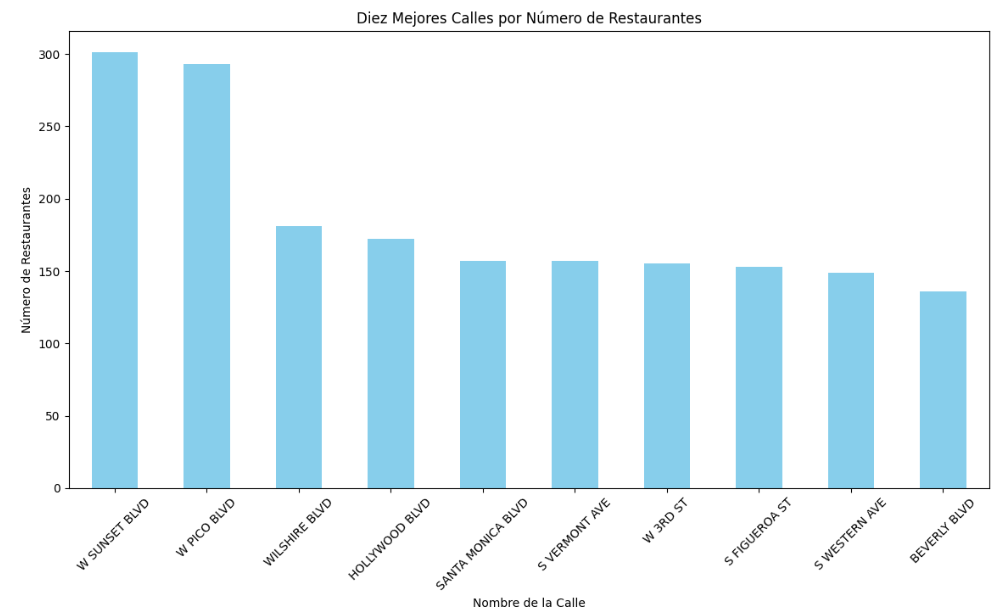 Diez Mejores Calles por Número de Restaurantes
Número de Restaurantes
300
250
200
150
100
50
0
W SUNSET BLVD
W PICO BLVD
WILSHIRE BLVD
HOLLYWOOD BLVD
SANTA MONICA BLVD
S VERMONT AVE
W 3RD ST
S FIGUEROA ST
S WESTERN AVE
BEVERLY BLVD
Nombre de la Calle